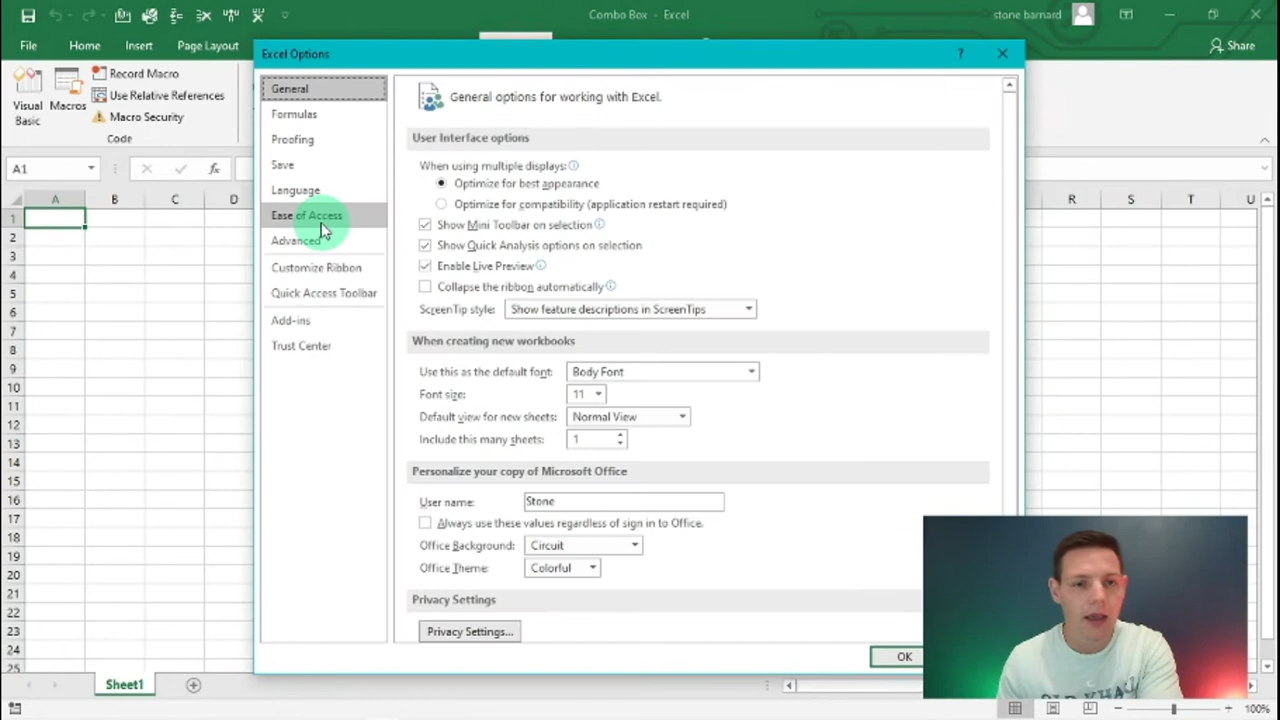 Combo Box - Excel
stone barnard
File Home Insert Page Layout
Share
Excel Options
?
Visual Basic
Macros
Record Macro
Use Relative References
Macro Security
Code
A1
fx
General
Formulas
Proofing
Save
Language
Ease of Access
Advanced
Customize Ribbon
Quick Access Toolbar
Add-ins
Trust Center
General options for working with Excel.
User Interface options
When using multiple displays:
Optimize for best appearance
Optimize for compatibility (application restart required)
Show Mini Toolbar on selection
Show Quick Analysis options on selection
Enable Live Preview
Collapse the ribbon automatically
ScreenTip style: Show feature descriptions in ScreenTips
When creating new workbooks
Use this as the default font: Body Font
Font size: 11
Default view for new sheets: Normal View
Include this many sheets: 1
Personalize your copy of Microsoft Office
User name: Stone
Always use these values regardless of sign in to Office.
Office Background: Circuit
Office Theme: Colorful
Privacy Settings
Privacy Settings...
OK
A B C D R S T U
1
2
3
4
5
6
7
8
9
10
11
12
13
14
15
16
17
18
19
20
21
22
23
24
25
Sheet1
100%